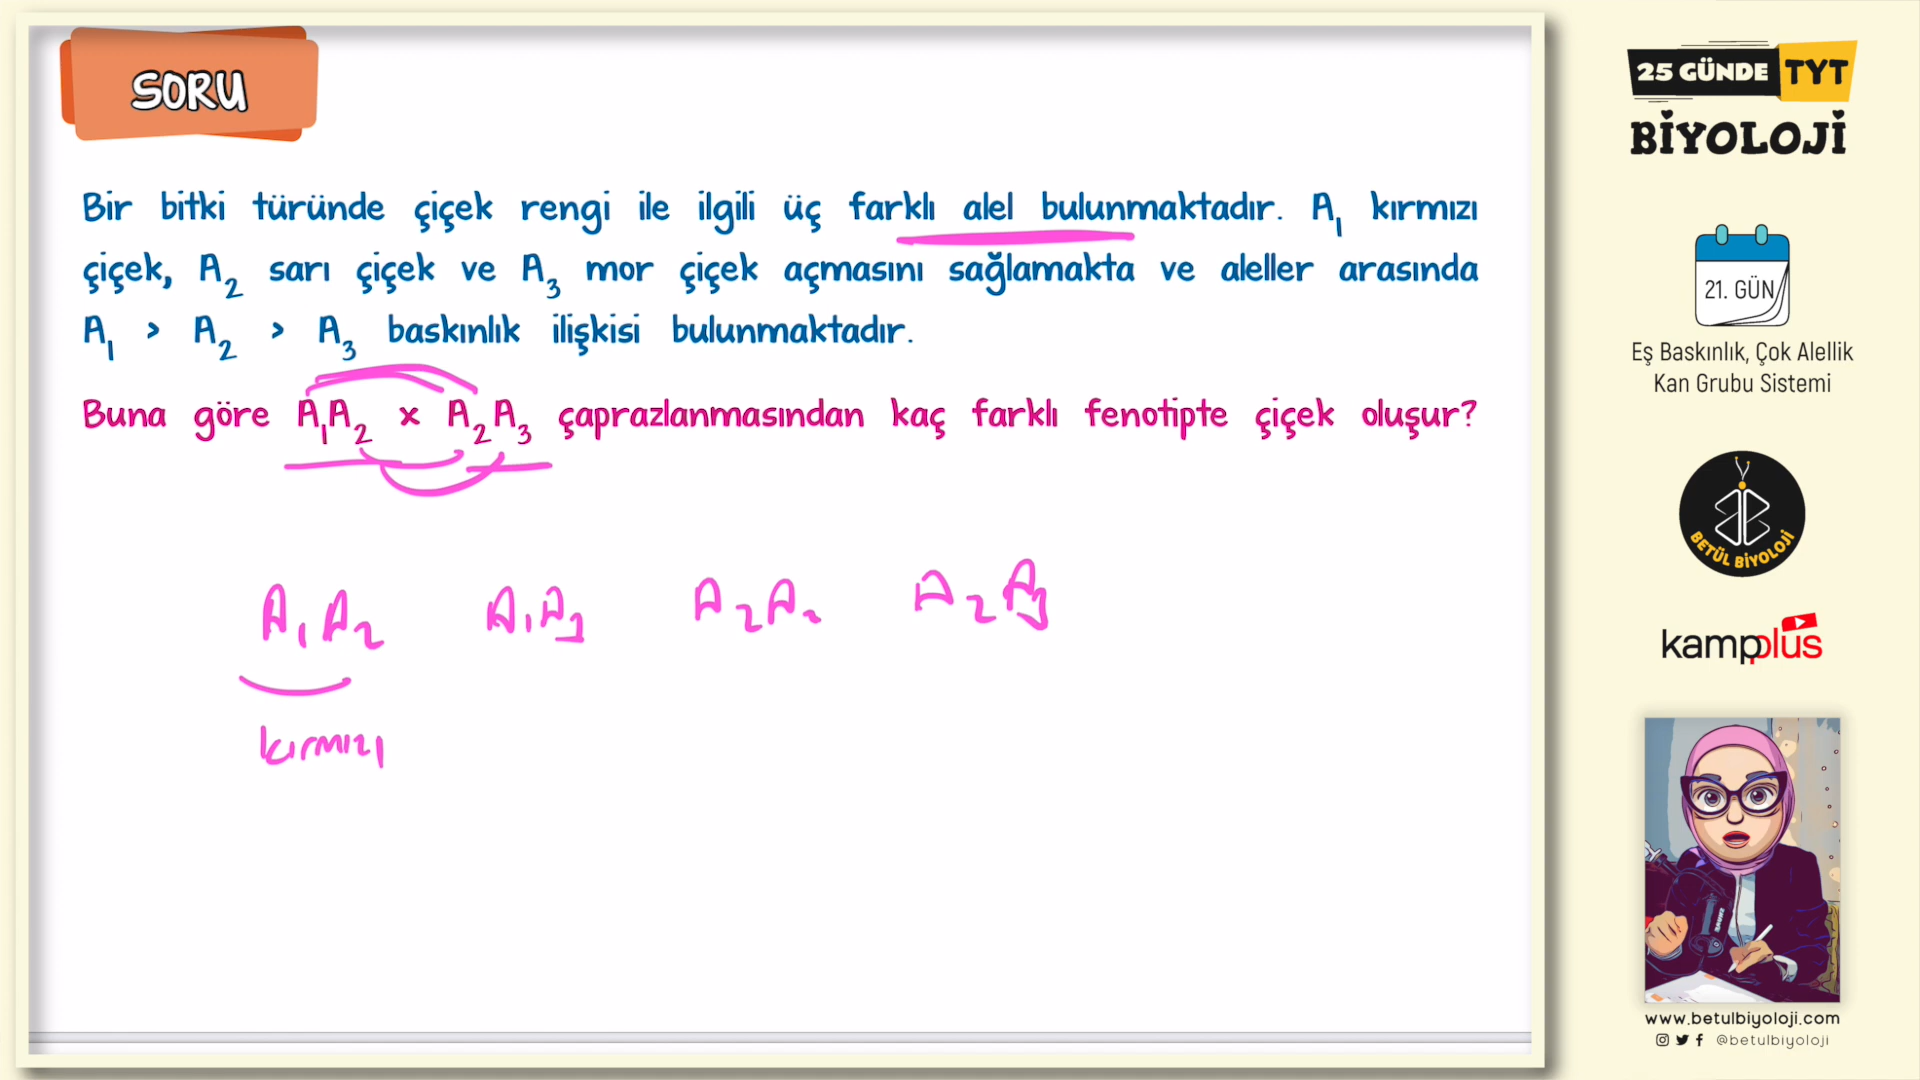 SORU
Bir bitki türünde çiçek rengi ile ilgili üç farklı alel bulunmaktadır. A₁ kırmızı
çiçek, A₂ sarı çiçek ve A₃ mor çiçek açmasını sağlamakta ve aleller arasında
A₁ > A₂ > A₃ baskınlık ilişkisi bulunmaktadır.
Buna göre A₁A₂ x A₂A₃ çaprazlanmasından kaç farklı fenotipte çiçek oluşur?
A₁A₂ A₁A₃ A₂A₂ A₂A₃
kırmızı
25 GÜNDE TYT
BİYOLOJİ
21. GÜN
Eş Baskınlık, Çok Alellik
Kan Grubu Sistemi
BETÜL BİYOLOJİ
kampplus
www.betulbiyoloji.com
@betulbiyoloji